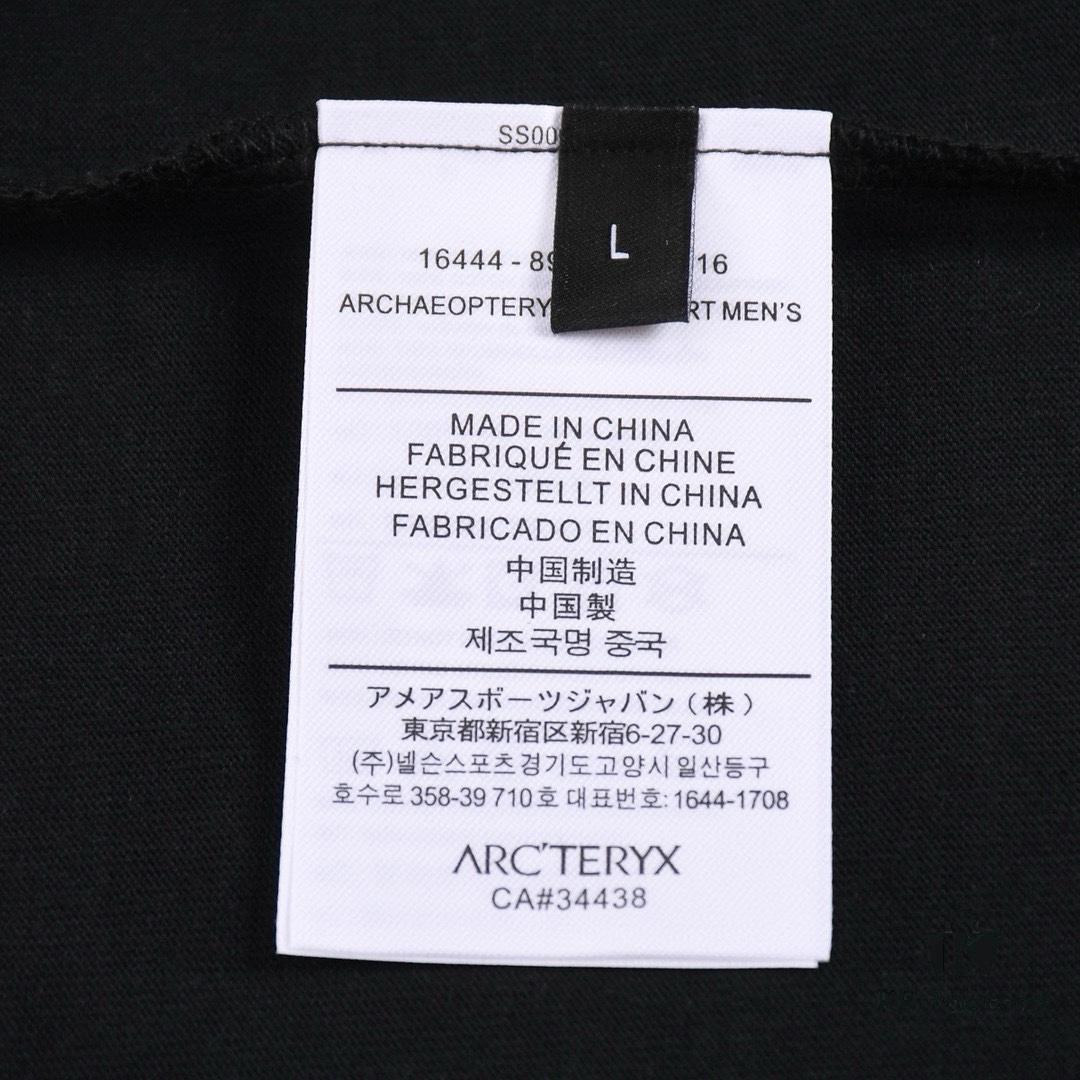 SS00
L
16444 - 89 16
ARCHAEOPTERY RT MEN'S
MADE IN CHINA
FABRIQUÉ EN CHINE
HERGESTELLT IN CHINA
FABRICADO EN CHINA
中国制造
中国製
제조국명 중국
アメアスボーツジャバン(株)
東京都新宿区新宿6-27-30
(주)넬슨스포츠경기도고양시 일산등구
호수로 358-39 710호 대표번호: 1644-1708
ARC'TERYX
CA#34438